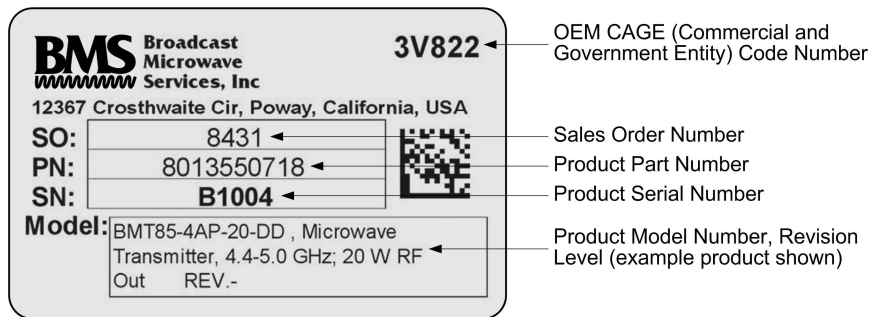 BMS Broadcast Microwave Services, Inc
3V822
OEM CAGE (Commercial and
Government Entity) Code Number
12367 Crosthwaite Cir, Poway, California, USA
SO: 8431
Sales Order Number
PN: 8013550718
Product Part Number
SN: B1004
Product Serial Number
Model: BMT85-4AP-20-DD , Microwave
Transmitter, 4.4-5.0 GHz; 20 W RF
Out REV.-
Product Model Number, Revision
Level (example product shown)